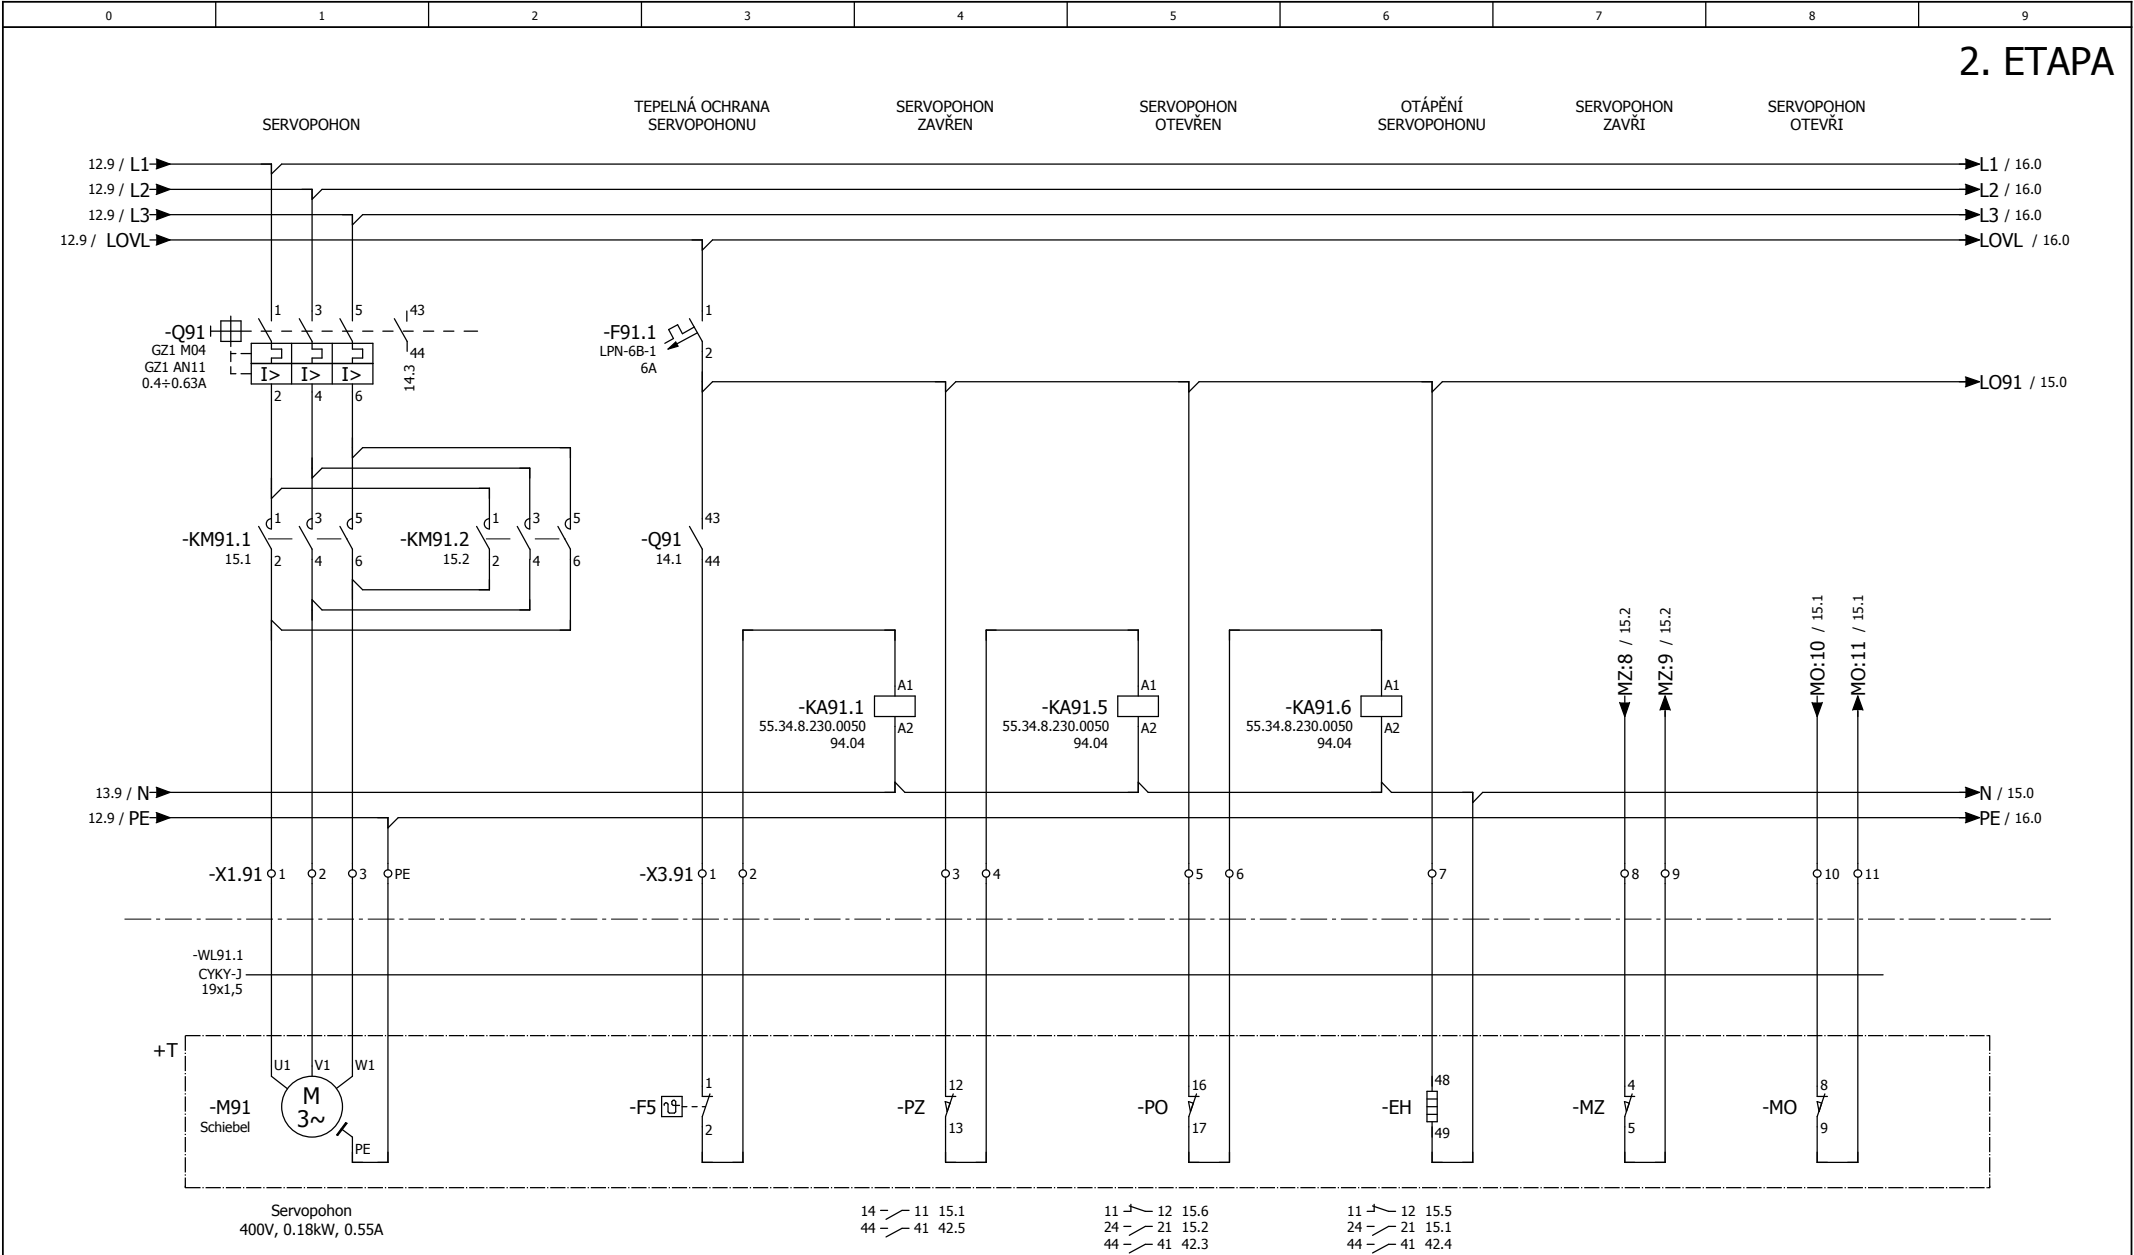 0 1 2 3 4 5 6 7 8 9
2. ETAPA
SERVOPOHON
TEPELNÁ OCHRANA
SERVOPOHONU
SERVOPOHON
ZAVŘEN
SERVOPOHON
OTEVŘEN
OTÁPĚNÍ
SERVOPOHONU
SERVOPOHON
ZAVŘI
SERVOPOHON
OTEVŘI
12.9 / L1
L1 / 16.0
12.9 / L2
L2 / 16.0
12.9 / L3
L3 / 16.0
12.9 / LOVL
LOVL / 16.0
-Q91
GZ1 M04
GZ1 AN11
0.4÷0.63A
1 3 5 43
44
14.3
I> I> I>
2 4 6
-F91.1
LPN-6B-1
6A
1
2
LO91 / 15.0
-KM91.1
15.1
1 3 5
2 4 6
-KM91.2
15.2
1 3 5
2 4 6
-Q91
14.1
43
44
-KA91.1
55.34.8.230.0050
94.04
A1
A2
-KA91.5
55.34.8.230.0050
94.04
A1
A2
-KA91.6
55.34.8.230.0050
94.04
A1
A2
MZ:8 / 15.2
MZ:9 / 15.2
MO:10 / 15.1
MO:11 / 15.1
13.9 / N
N / 15.0
12.9 / PE
PE / 16.0
-X1.91 1 2 3 PE
-X3.91 1 2 3 4 5 6 7 8 9 10 11
-WL91.1
CYKY-J
19x1,5
+T
U1 V1 W1
-M91
Schiebel
M
3~
PE
-F5
ϑ
1
2
-PZ
12
13
-PO
16
17
-EH
48
49
-MZ
4
5
-MO
8
9
Servopohon
400V, 0.18kW, 0.55A
14 11 15.1
44 41 42.5
11 12 15.6
24 21 15.2
44 41 42.3
11 12 15.5
24 21 15.1
44 41 42.4